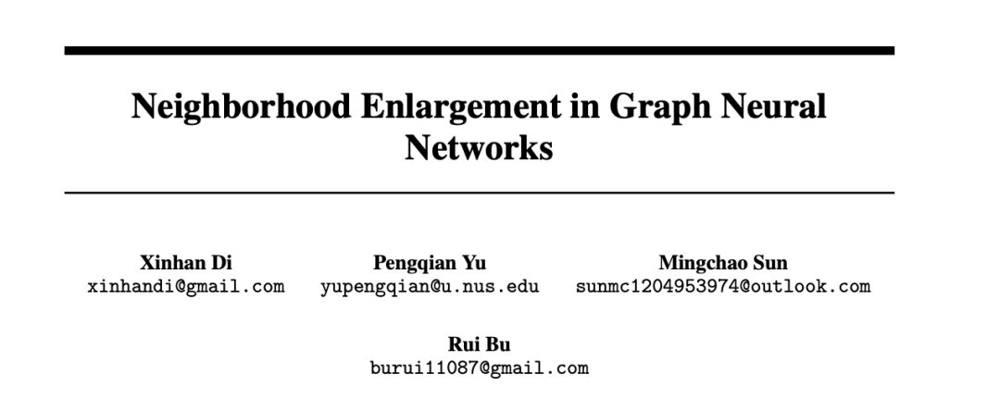 Neighborhood Enlargement in Graph Neural
Networks
Xinhan Di Pengqian Yu Mingchao Sun
xinhandi@gmail.com yupengqian@u.nus.edu sunmc1204953974@outlook.com
Rui Bu
burui11087@gmail.com